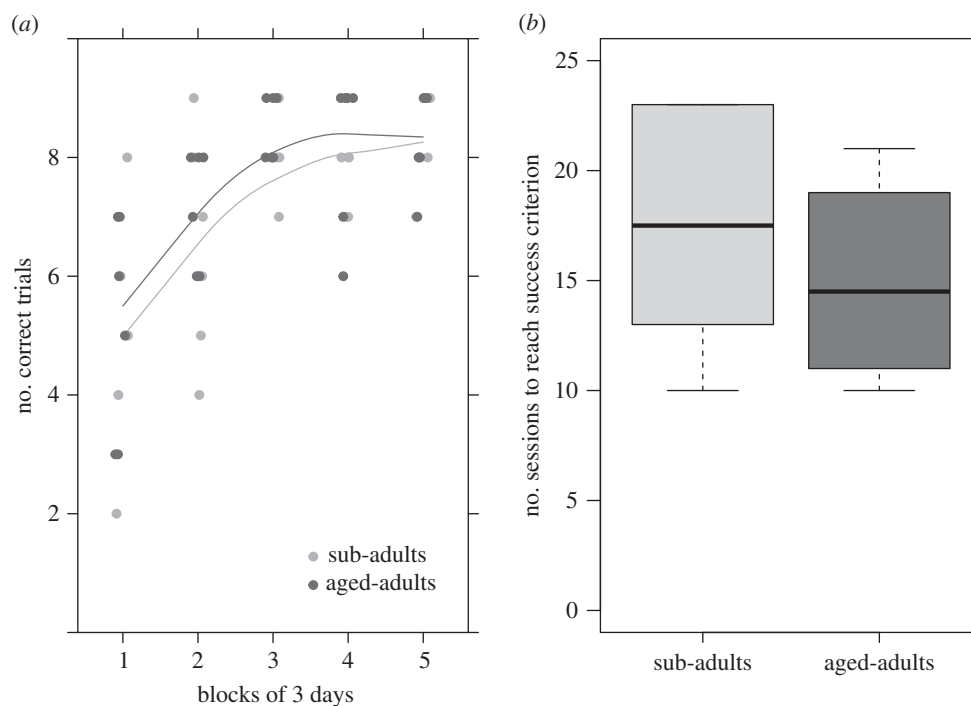 (a)
no. correct trials
8
6
4
2
sub-adults
aged-adults
1 2 3 4 5
blocks of 3 days
(b)
no. sessions to reach success criterion
25
20
15
10
5
0
sub-adults aged-adults